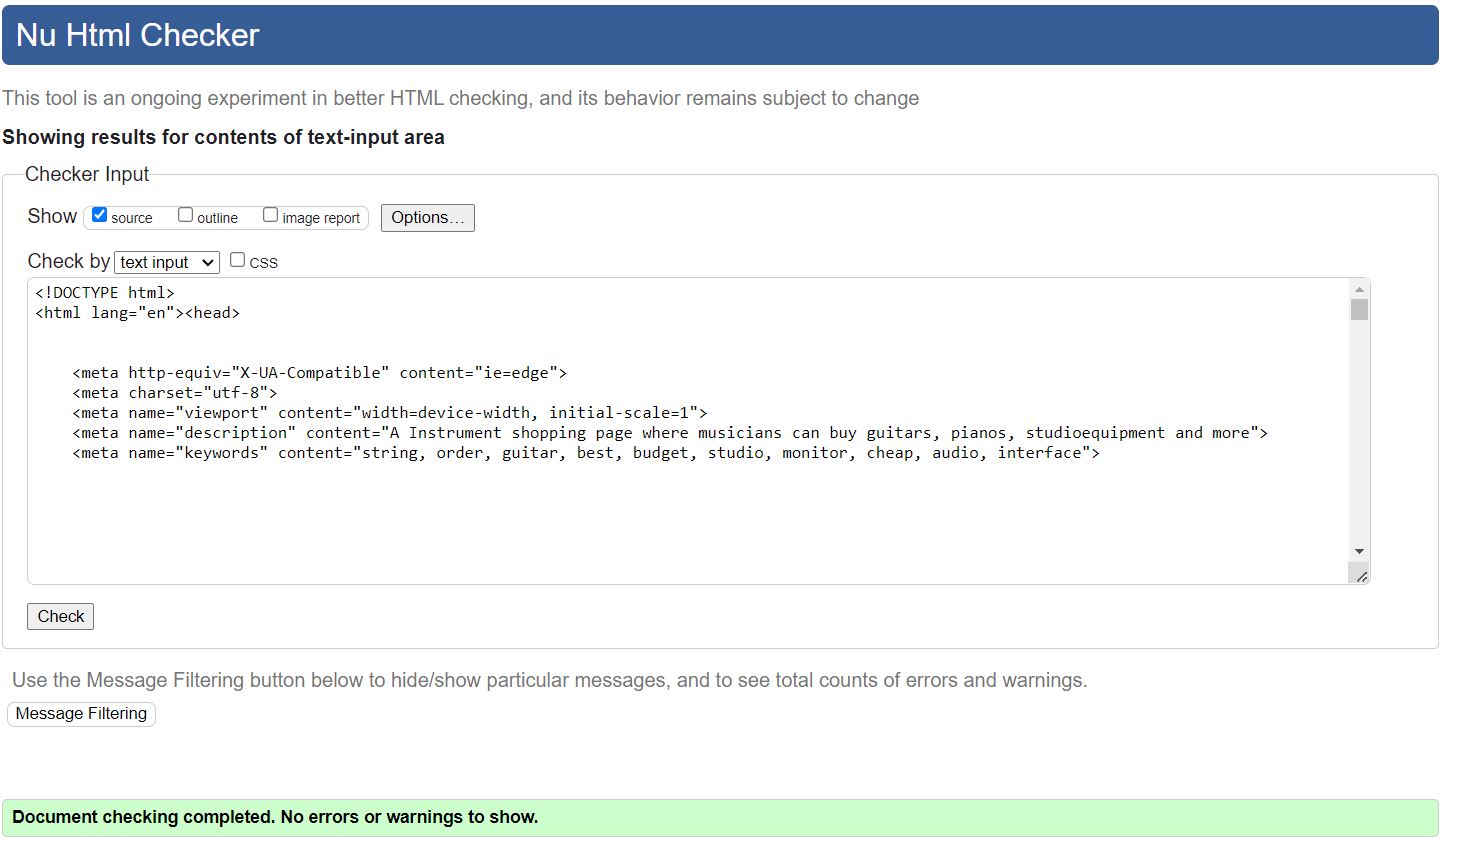 Nu Html Checker
This tool is an ongoing experiment in better HTML checking, and its behavior remains subject to change
Showing results for contents of text-input area
Checker Input
Show source outline image report Options...
Check by text input CSS
<!DOCTYPE html>
<html lang="en"><head>
<meta http-equiv="X-UA-Compatible" content="ie=edge">
<meta charset="utf-8">
<meta name="viewport" content="width=device-width, initial-scale=1">
<meta name="description" content="A Instrument shopping page where musicians can buy guitars, pianos, studioequipment and more">
<meta name="keywords" content="string, order, guitar, best, budget, studio, monitor, cheap, audio, interface">
Check
Use the Message Filtering button below to hide/show particular messages, and to see total counts of errors and warnings.
Message Filtering
Document checking completed. No errors or warnings to show.